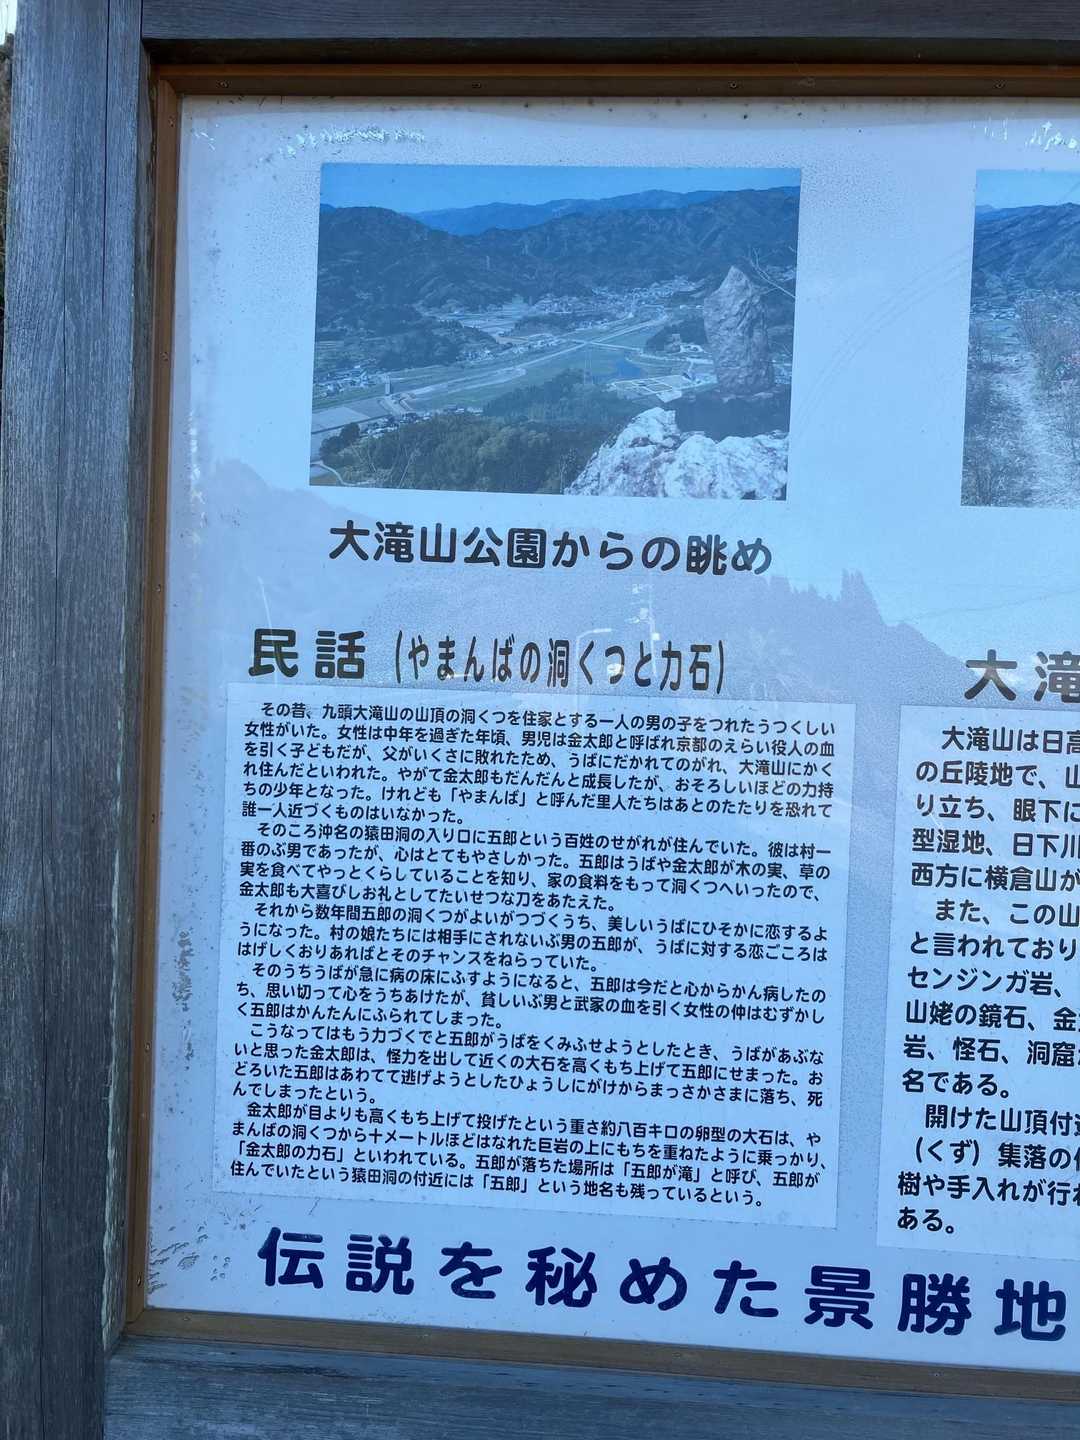 大滝山公園からの眺め
民話（やまんばの洞くつと力石）
その昔、九頭大滝山の山頂の洞くつを住家とする一人の男の子をつれたうつくしい
女性がいた。女性は中年を過ぎた年頃、男児は金太郎と呼ばれ京都のえらい役人の血
を引く子どもだが、父がいくさに敗れたため、うばにだかれてのがれ、大滝山にかく
れ住んだといわれた。やがて金太郎もだんだんと成長したが、おそろしいほどの力持
ちの少年となった。けれども「やまんば」と呼んだ里人たちはあとのたたりを恐れて
誰一人近づくものはいなかった。
そのころ沖名の猿田洞の入り口に五郎という百姓のせがれが住んでいた。彼は村一
番のぶ男であったが、心はとてもやさしかった。五郎はうばや金太郎が木の実、草の
実を食べてやっとくらしていることを知り、家の食料をもって洞くつへいったので、
金太郎も大喜びしお礼としてたいせつな刀をあたえた。
それから数年間五郎の洞くつがよいがつづくうち、美しいうばにひそかに恋するよ
うになった。村の娘たちには相手にされないぶ男の五郎が、うばに対する恋ごころは
はげしくおりあればとそのチャンスをねらっていた。
そのうちうばが急に病の床にふすようになると、五郎は今だと心からかん病したの
ち、思い切って心をうちあけたが、貧しいぶ男と武家の血を引く女性の仲はむずかし
く五郎はかんたんにふられてしまった。
こうなってはもう力づくでと五郎がうばをくみふせようとしたとき、うばがあぶな
いと思った金太郎は、怪力を出して近くの大石を高くもち上げて五郎にせまった。お
どろいた五郎はあわてて逃げようとしたひょうしにがけからまっさかさまに落ち、死
んでしまったという。
金太郎が目よりも高くもち上げて投げたという重さ約八百キロの卵型の大石は、や
まんばの洞くつから十メートルほどはなれた巨岩の上にもちを重ねたように乗っかり、
「金太郎の力石」といわれている。五郎が落ちた場所は「五郎が滝」と呼び、五郎が
住んでいたという猿田洞の付近には「五郎」という地名も残っているという。
大滝
大滝山は日高
の丘陵地で、山
り立ち、眼下に
型湿地、日下川
西方に横倉山が
また、この山
と言われており
センジンガ岩、
山姥の鏡石、金
岩、怪石、洞窟
名である。
開けた山頂付近
（くず）集落の
樹や手入れが行わ
ある。
伝説を秘めた景勝地